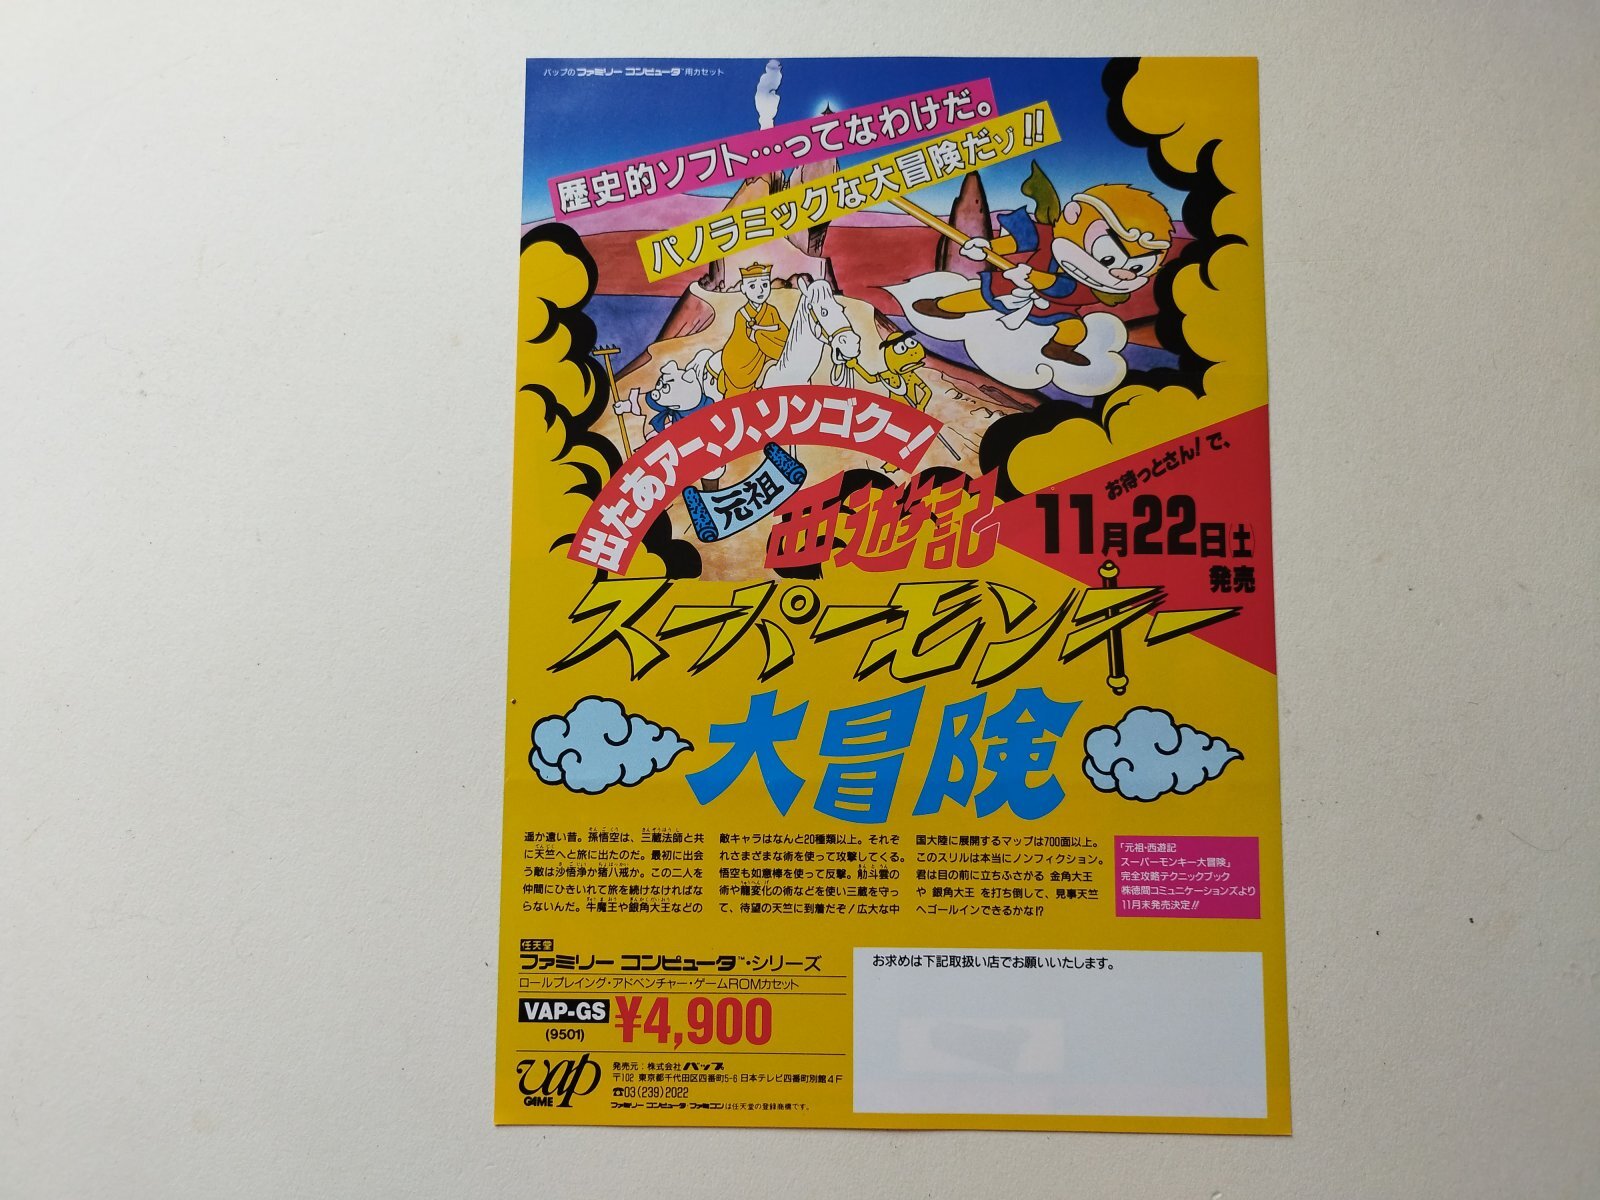 バップのファミリー コンピュータ™用カセット
歴史的ソフト…ってなわけだ。
パノラミックな大冒険だゾ!!
出たあアー、ソ、ソンゴクー!
元祖
西遊記
お待っとさん!で、
11月22日(土)
発売
スーパーモンキー
大冒険
遥か遠い昔。孫悟空は、三蔵法師と共
に天竺へと旅に出たのだ。最初に出会
う敵は沙悟浄か猪八戒か。この二人を
仲間にひきいれて旅を続けなければな
らないんだ。牛魔王や銀角大王などの
敵キャラはなんと20種類以上。それぞ
れさまざまな術を使って攻撃してくる。
悟空も如意棒を使って反撃。觔斗雲の
術や龍変化の術などを使い三蔵を守っ
て、待望の天竺に到着だぞ!広大な中
国大陸に展開するマップは700面以上。
このスリルは本当にノンフィクション。
君は目の前に立ちふさがる 金角大王
や 銀角大王 を打ち倒して、見事天竺
へゴールインできるかな!?
「元祖・西遊記
スーパーモンキー大冒険」
完全攻略テクニックブック
㈱徳間コミュニケーションズより
11月末発売決定!!
任天堂
ファミリー コンピュータ™・シリーズ
ロールプレイング・アドベンチャー・ゲームROMカセット
VAP-GS
(9501)
¥4,900
vap
GAME
発売元:株式会社バップ
〒102 東京都千代田区四番町5-6 日本テレビ四番町別館4F
☎03(239)2022
ファミリー コンピュータ・ファミコンは任天堂の登録商標です。
お求めは下記取扱い店でお願いいたします。